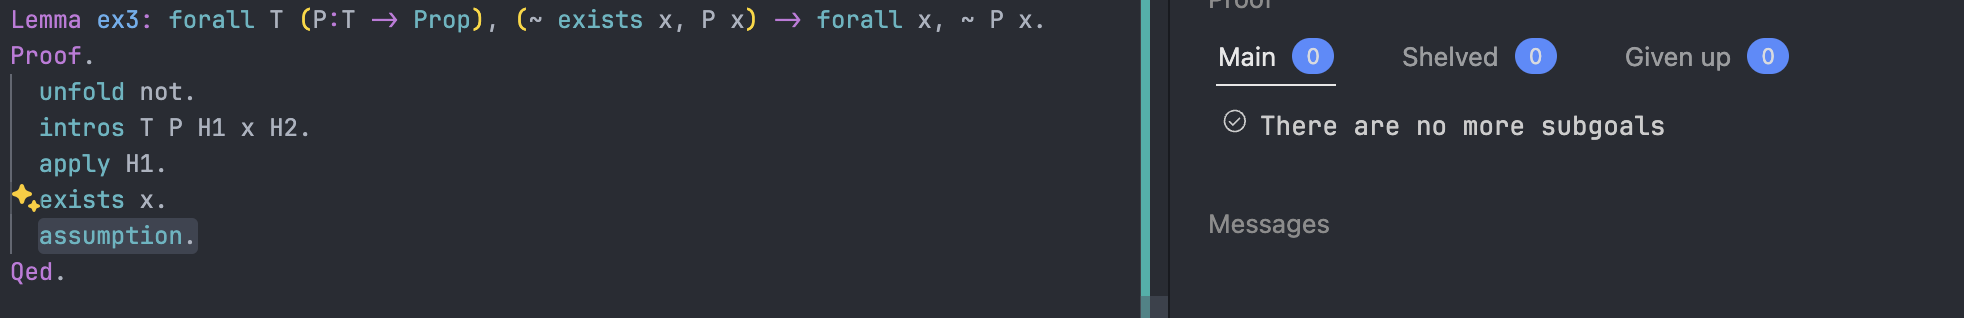 Lemma ex3: forall T (P:T -> Prop), (~ exists x, P x) -> forall x, ~ P x.
Proof.
unfold not.
intros T P H1 x H2.
apply H1.
exists x.
assumption.
Qed.
Proof
Main 0 Shelved 0 Given up 0
There are no more subgoals
Messages